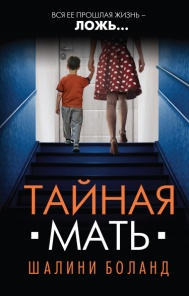 ВСЯ ЕЕ ПРОШЛАЯ ЖИЗНЬ –
ЛОЖЬ...
ТАЙНАЯ
▪ МАТЬ ▪
ШАЛИНИ БОЛАНД